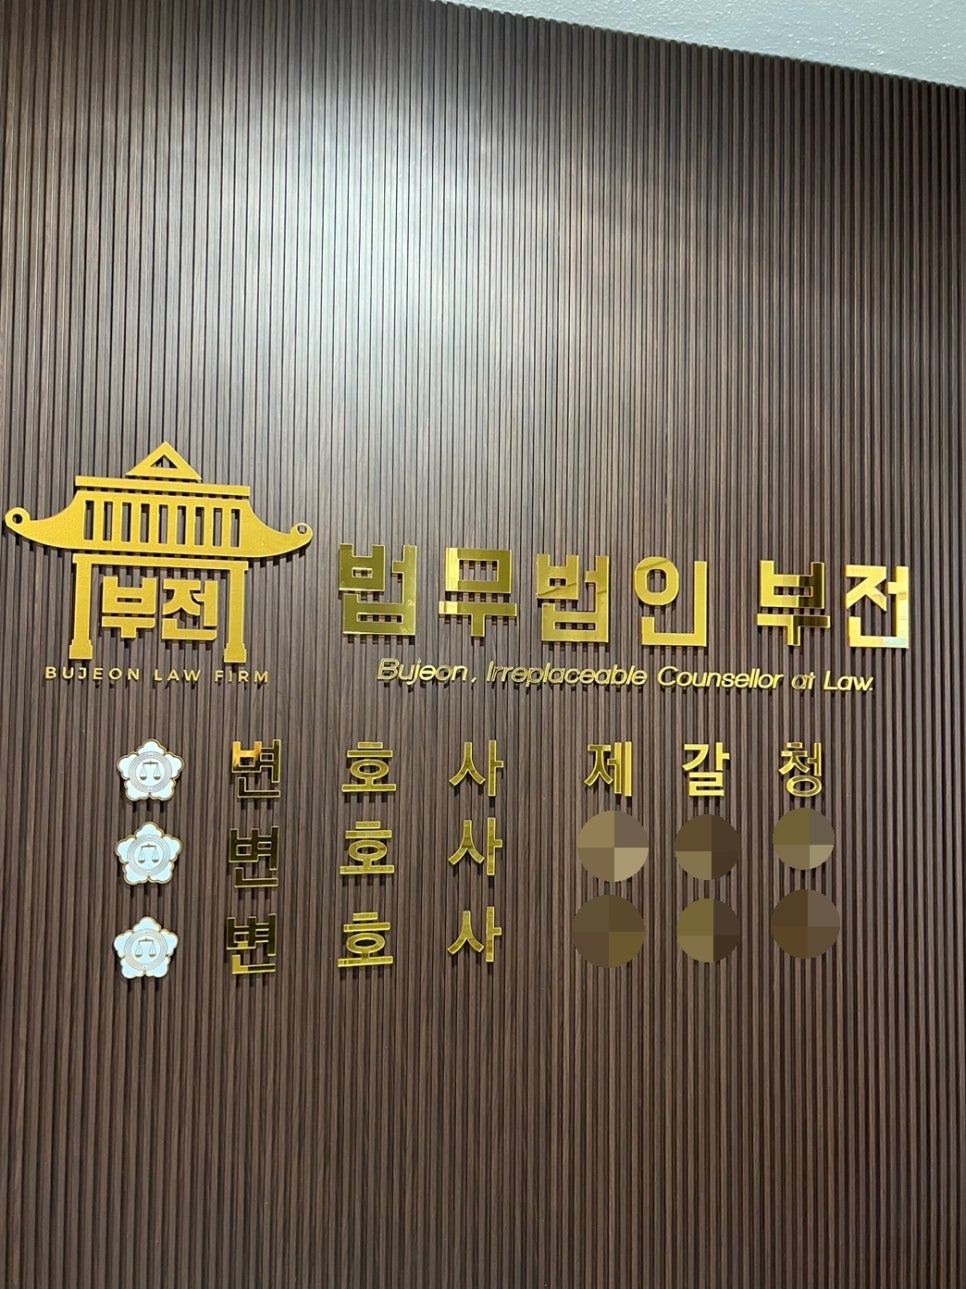 부전
BUJEON LAW FIRM
법무법인 부전
Bujeon, Irreplaceable Counsellor at Law.
변 호 사 제 갈 청
변 호 사
변 호 사